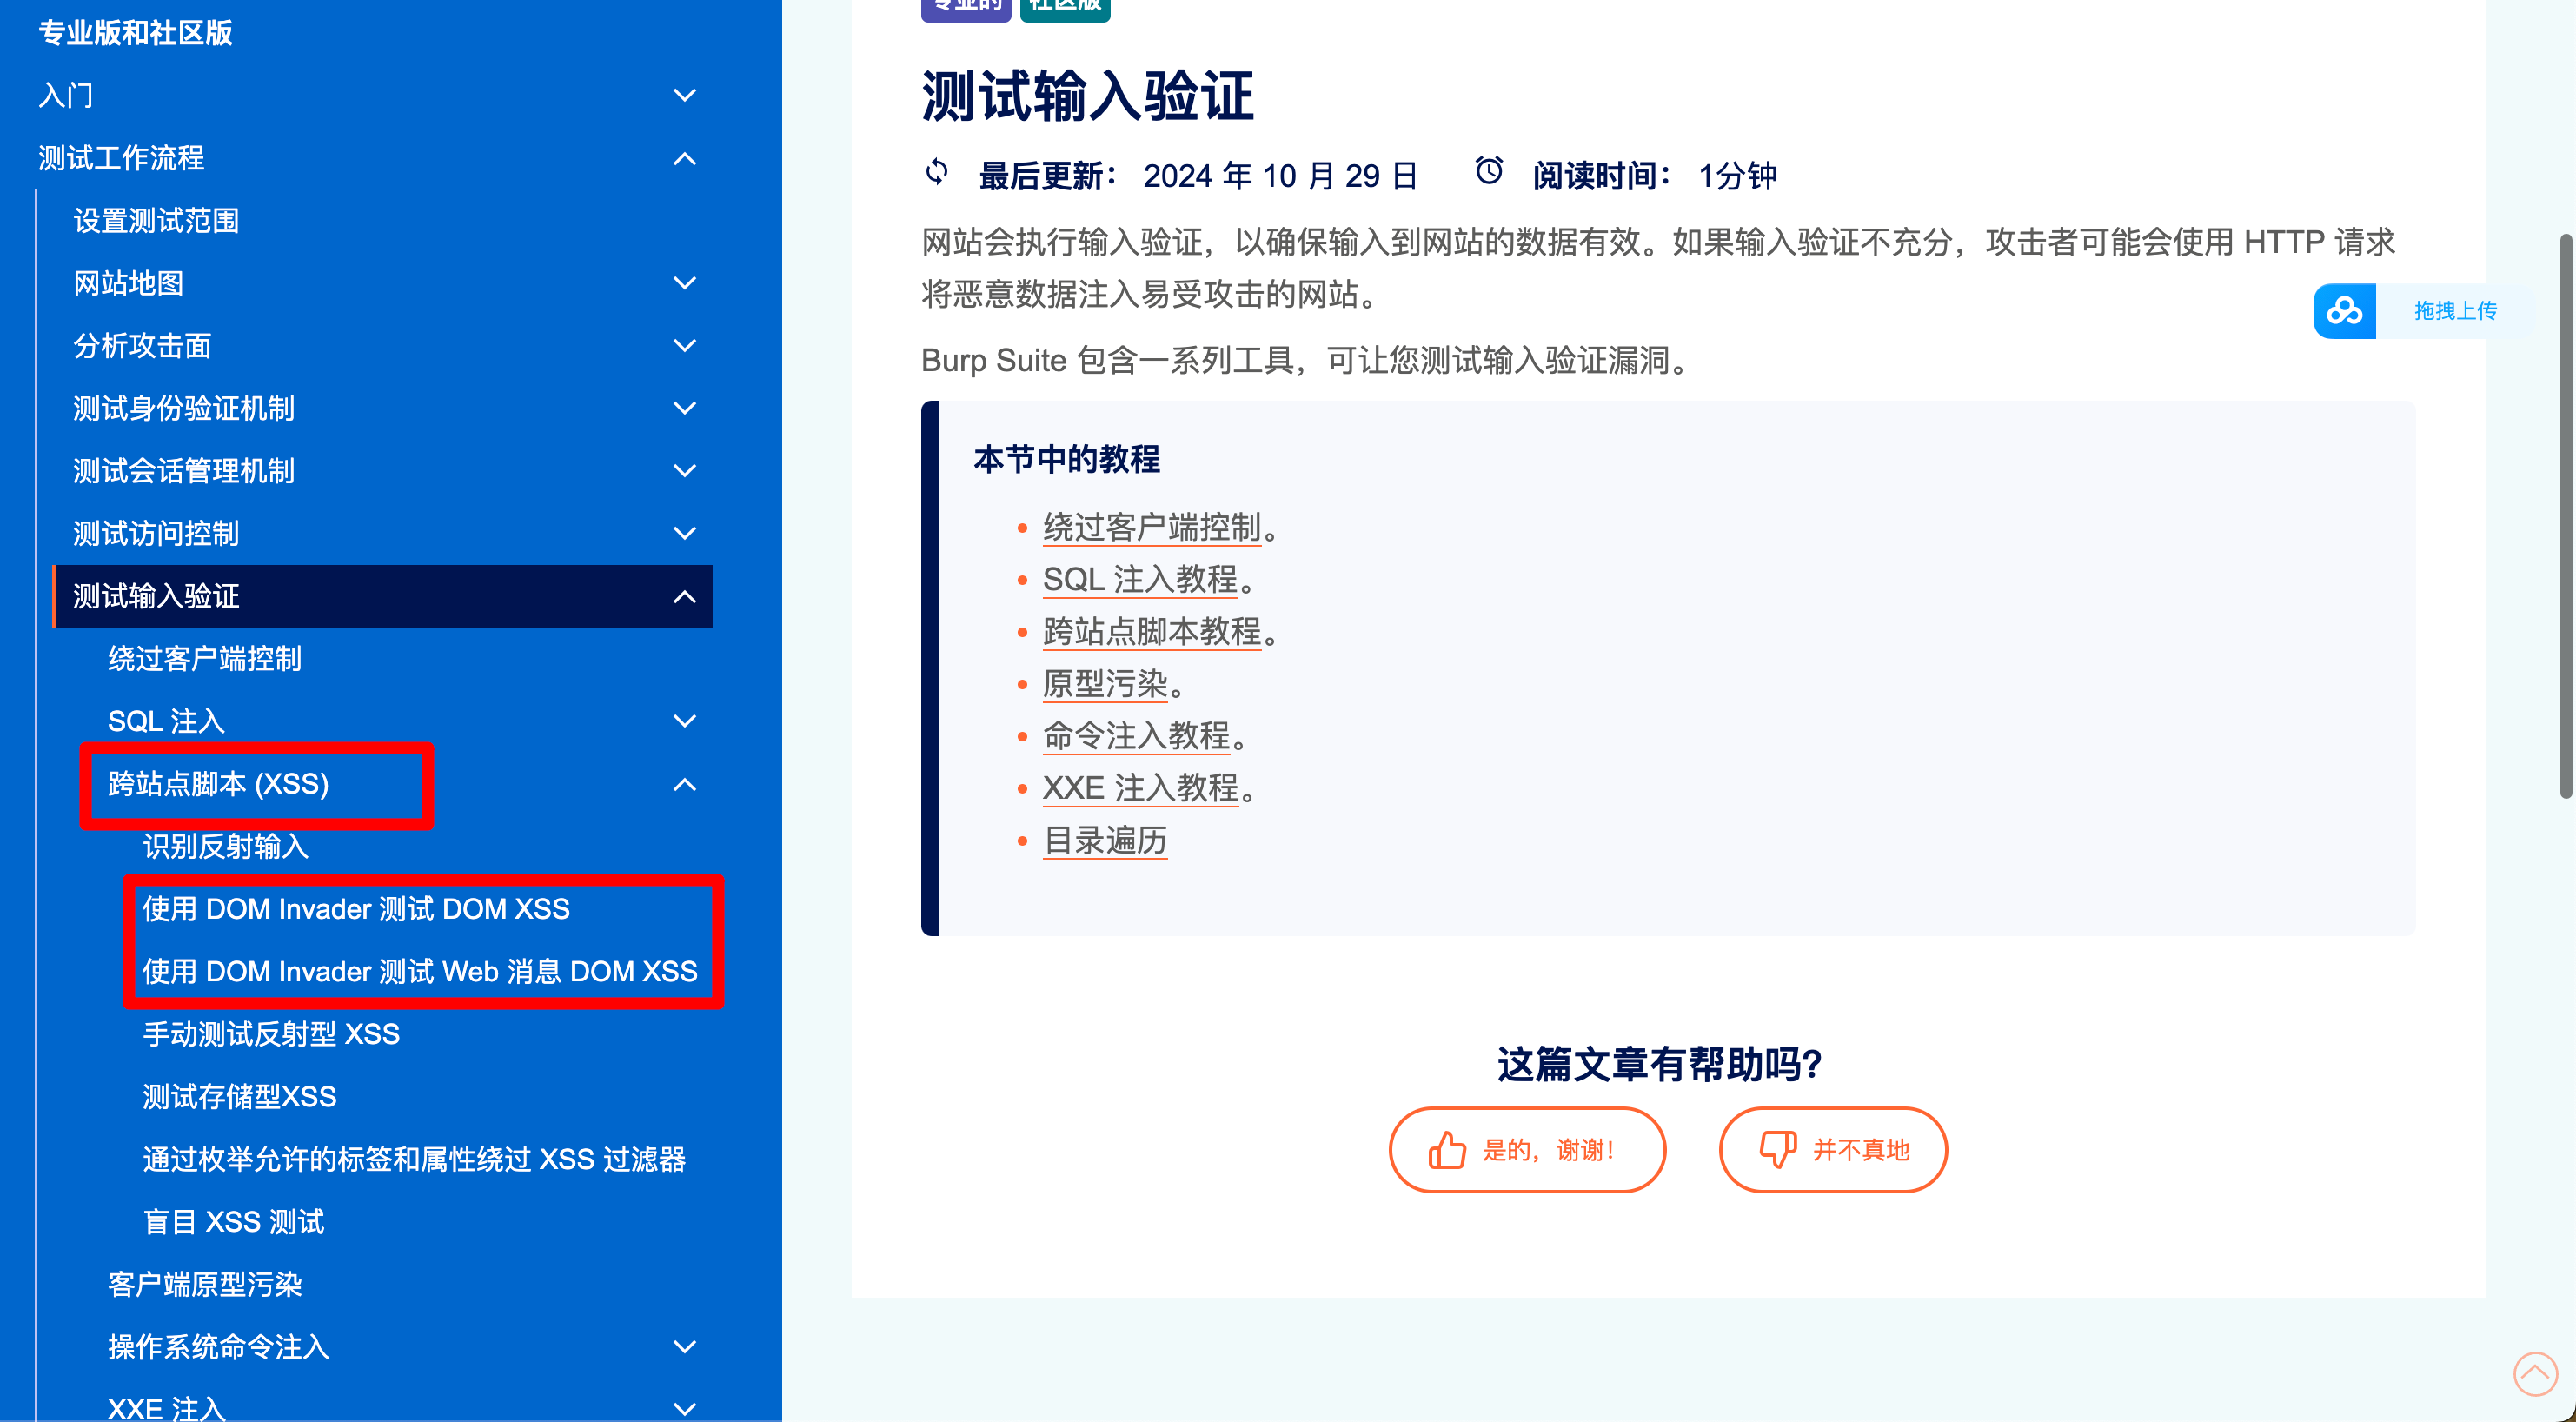 专业版和社区版
入门
测试工作流程
设置测试范围
网站地图
分析攻击面
测试身份验证机制
测试会话管理机制
测试访问控制
测试输入验证
绕过客户端控制
SQL 注入
跨站点脚本 (XSS)
识别反射输入
使用 DOM Invader 测试 DOM XSS
使用 DOM Invader 测试 Web 消息 DOM XSS
手动测试反射型 XSS
测试存储型XSS
通过枚举允许的标签和属性绕过 XSS 过滤器
盲目 XSS 测试
客户端原型污染
操作系统命令注入
XXE 注入
专业的 社区版
测试输入验证
最后更新： 2024 年 10 月 29 日 阅读时间： 1分钟
网站会执行输入验证，以确保输入到网站的数据有效。如果输入验证不充分，攻击者可能会使用 HTTP 请求
将恶意数据注入易受攻击的网站。
Burp Suite 包含一系列工具，可让您测试输入验证漏洞。
本节中的教程
绕过客户端控制。
SQL 注入教程。
跨站点脚本教程。
原型污染。
命令注入教程。
XXE 注入教程。
目录遍历
这篇文章有帮助吗？
是的，谢谢！ 并不真地
拖拽上传